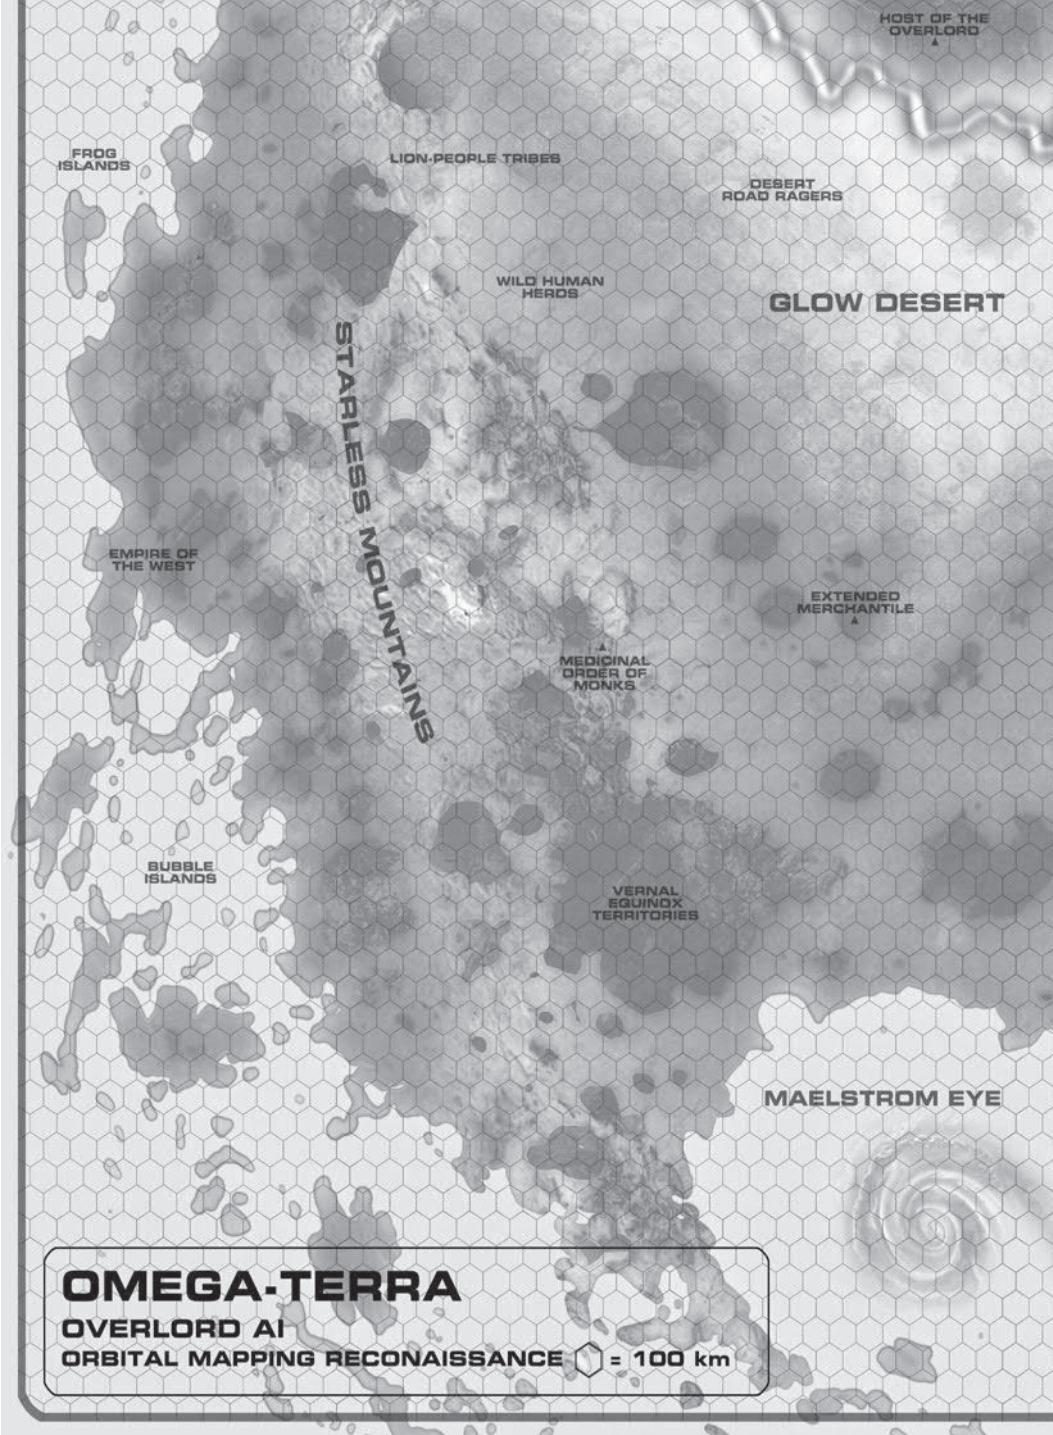 HOST OF THE
OVERLORD
FROG
ISLANDS
LION-PEOPLE TRIBES
DESERT
ROAD RAGERS
WILD HUMAN
HERDS
GLOW DESERT
STARLESS MOUNTAINS
EMPIRE OF
THE WEST
EXTENDED
MERCHANTILE
MEDICINAL
ORDER OF
MONKS
BUBBLE
ISLANDS
VERNAL
EQUINOX
TERRITORIES
MAELSTROM EYE
OMEGA-TERRA
OVERLORD AI
ORBITAL MAPPING RECONAISSANCE = 100 km